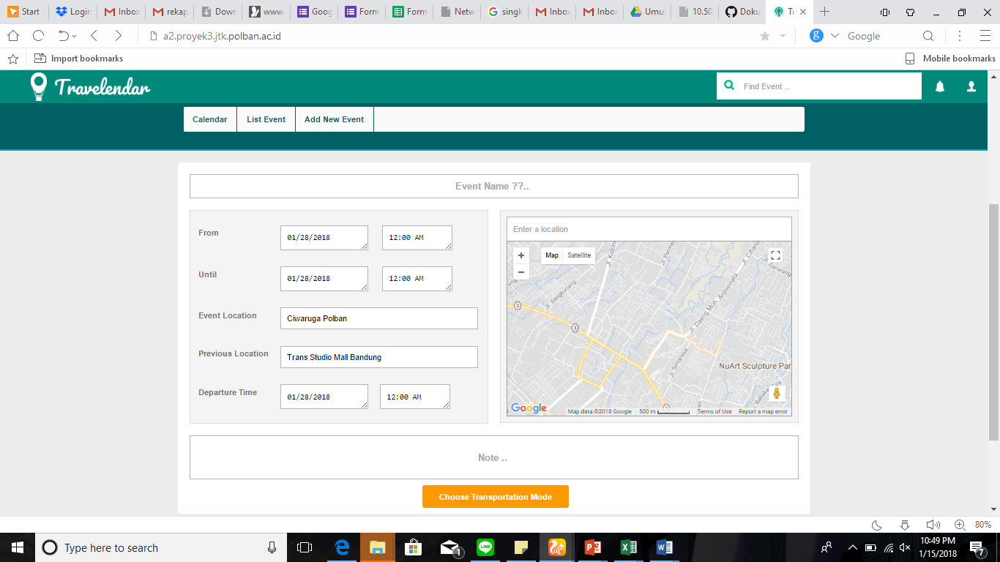 Start
Login
Inbox
rekap
Down
www.
Goog
Form
Form
Netw
singk
Inbox
Inbox
Umu
10.50
Doku
a2.proyek3.jtk.polban.ac.id
Google
Import bookmarks
Mobile bookmarks
Travelendar
Find Event ...
Calendar
List Event
Add New Event
Event Name ??..
From
01/28/2018
12:00 AM
Until
01/28/2018
12:00 AM
Event Location
Ciwaruga Polban
Previous Location
Trans Studio Mall Bandung
Departure Time
01/28/2018
12:00 AM
Enter a location
Map
Satellite
Jl. Sangkuriang
Jl. Daeng Moh. Ardiwinata
NuArt Sculpture Par
3
3
Google
Map data ©2018 Google
500 m
Terms of Use
Report a map error
Note ..
Choose Transportation Mode
80%
Type here to search
10:49 PM
1/15/2018